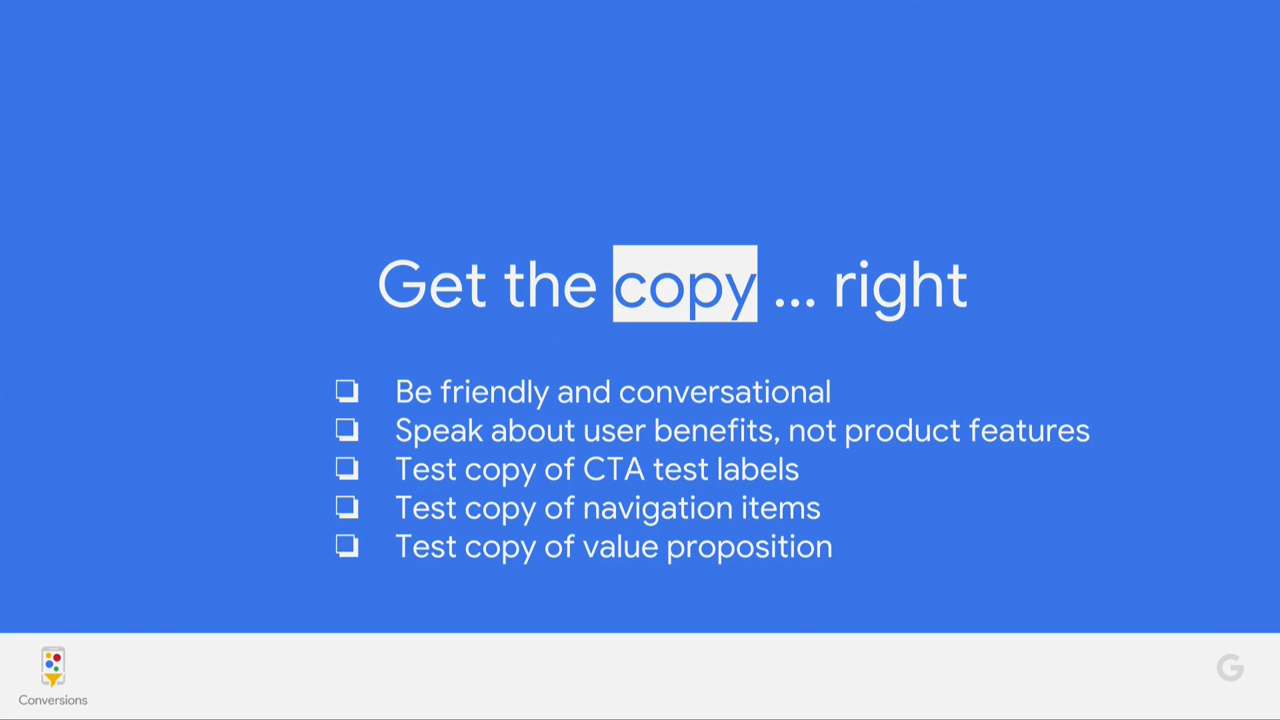 Get the copy ... right
❏ Be friendly and conversational
❏ Speak about user benefits, not product features
❏ Test copy of CTA test labels
❏ Test copy of navigation items
❏ Test copy of value proposition
Conversions
G